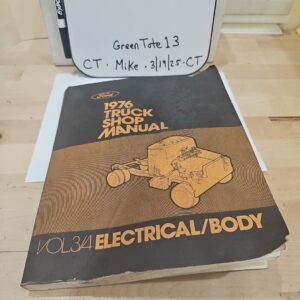 Green Tote 13
CT. Mike. 3/19/25. CT
Ford
1976
TRUCK
SHOP
MANUAL
VOL 3/4 ELECTRICAL/BODY